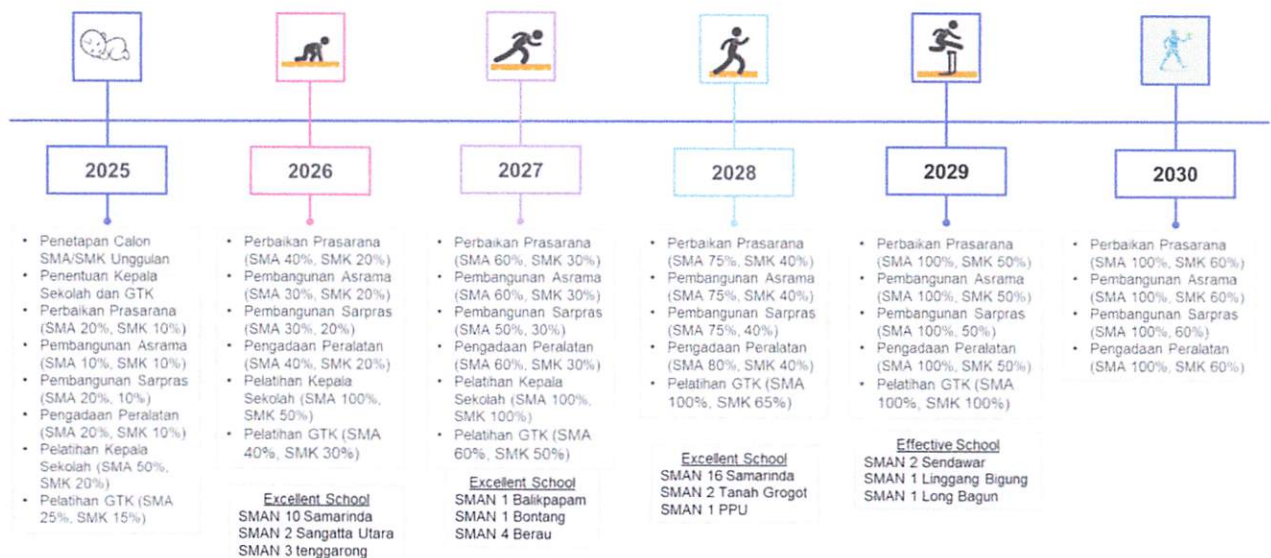 2025
• Penetapan Calon
SMA/SMK Unggulan
• Penentuan Kepala
Sekolah dan GTK
• Perbaikan Prasarana
(SMA 20%, SMK 10%)
• Pembangunan Asrama
(SMA 10%, SMK 10%)
• Pembangunan Sarpras
(SMA 20%, 10%)
• Pengadaan Peralatan
(SMA 20%, SMK 10%)
• Pelatihan Kepala
Sekolah (SMA 50%,
SMK 20%)
• Pelatihan GTK (SMA
25%, SMK 15%)
2026
• Perbaikan Prasarana
(SMA 40%, SMK 20%)
• Pembangunan Asrama
(SMA 30%, SMK 20%)
• Pembangunan Sarpras
(SMA 30%, 20%)
• Pengadaan Peralatan
(SMA 40%, SMK 20%)
• Pelatihan Kepala
Sekolah (SMA 100%,
SMK 50%)
• Pelatihan GTK (SMA
40%, SMK 30%)
Excellent School
SMAN 10 Samarinda
SMAN 2 Sangatta Utara
SMAN 3 tenggarong
2027
• Perbaikan Prasarana
(SMA 60%, SMK 30%)
• Pembangunan Asrama
(SMA 60%, SMK 30%)
• Pembangunan Sarpras
(SMA 50%, 30%)
• Pengadaan Peralatan
(SMA 60%, SMK 30%)
• Pelatihan Kepala
Sekolah (SMA 100%,
SMK 100%)
• Pelatihan GTK (SMA
60%, SMK 50%)
Excellent School
SMAN 1 Balikpapam
SMAN 1 Bontang
SMAN 4 Berau
2028
• Perbaikan Prasarana
(SMA 75%, SMK 40%)
• Pembangunan Asrama
(SMA 75%, SMK 40%)
• Pembangunan Sarpras
(SMA 75%, 40%)
• Pengadaan Peralatan
(SMA 80%, SMK 40%)
• Pelatihan GTK (SMA
100%, SMK 65%)
Excellent School
SMAN 16 Samarinda
SMAN 2 Tanah Grogot
SMAN 1 PPU
2029
• Perbaikan Prasarana
(SMA 100%, SMK 50%)
• Pembangunan Asrama
(SMA 100%, SMK 50%)
• Pembangunan Sarpras
(SMA 100%, 50%)
• Pengadaan Peralatan
(SMA 100%, SMK 50%)
• Pelatihan GTK (SMA
100%, SMK 100%)
Effective School
SMAN 2 Sendawar
SMAN 1 Linggang Bigung
SMAN 1 Long Bagun
2030
• Perbaikan Prasarana
(SMA 100%, SMK 60%)
• Pembangunan Asrama
(SMA 100%, SMK 60%)
• Pembangunan Sarpras
(SMA 100%, 60%)
• Pengadaan Peralatan
(SMA 100%, SMK 60%)